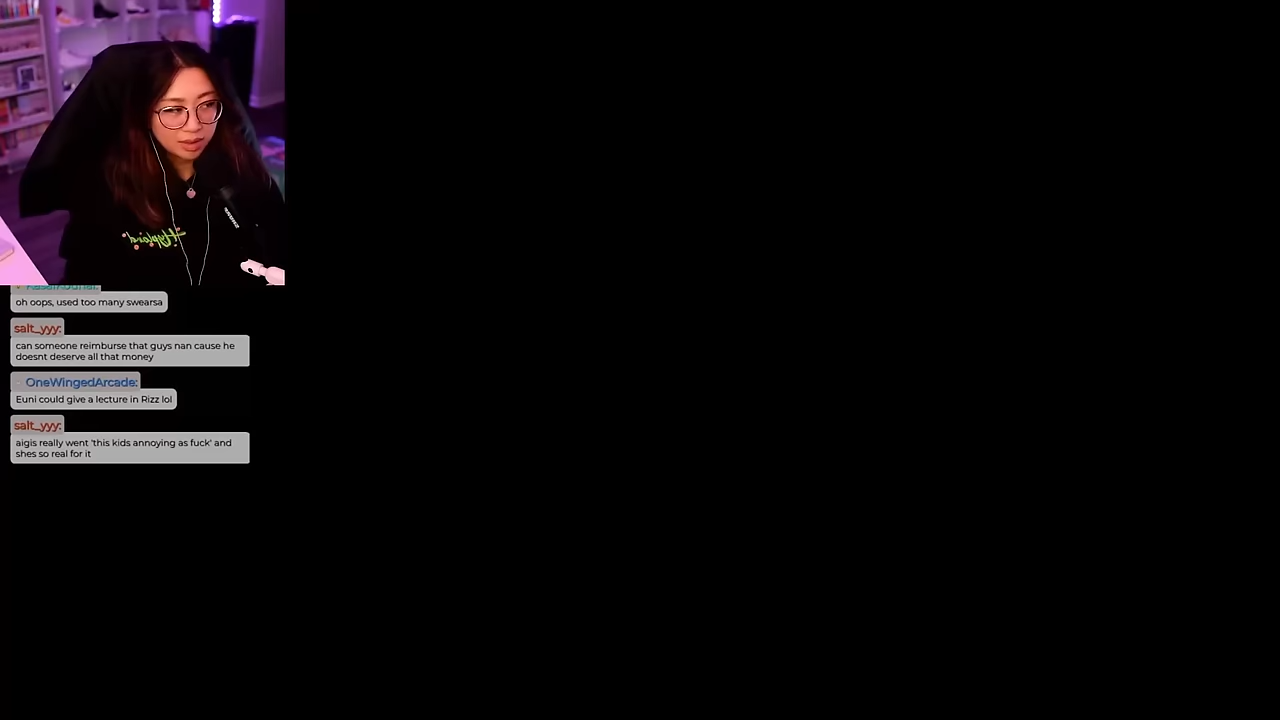 oh oops, used too many swearsa
salt_yyy:
can someone reimburse that guys nan cause he
doesnt deserve all that money
OneWingedArcade:
Euni could give a lecture in Rizz lol
salt_yyy:
aigis really went 'this kids annoying as fuck' and
shes so real for it